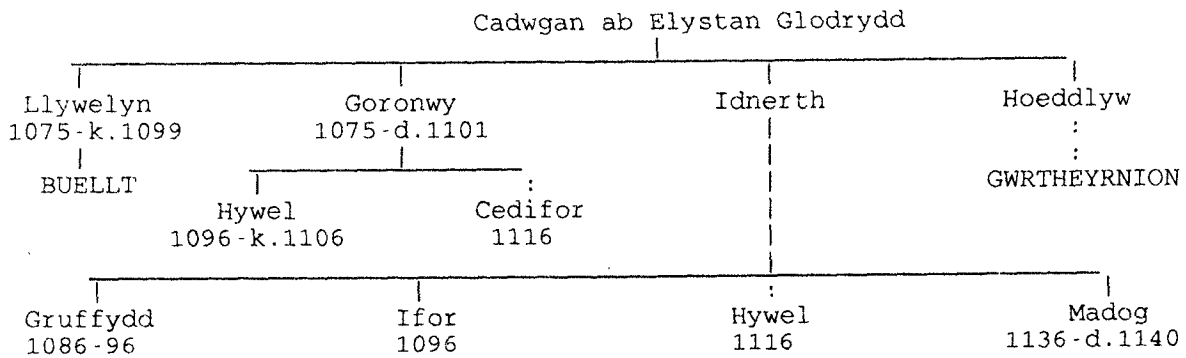 Cadwgan ab Elystan Glodrydd
Llywelyn Goronwy Idnerth Hoeddlyw
1075-k.1099 1075-d.1101
BUELLT GWRTHEYRNION
Hywel Cedifor
1096-k.1106 1116
Gruffydd Ifor Hywel Madog
1086-96 1096 1116 1136-d.1140